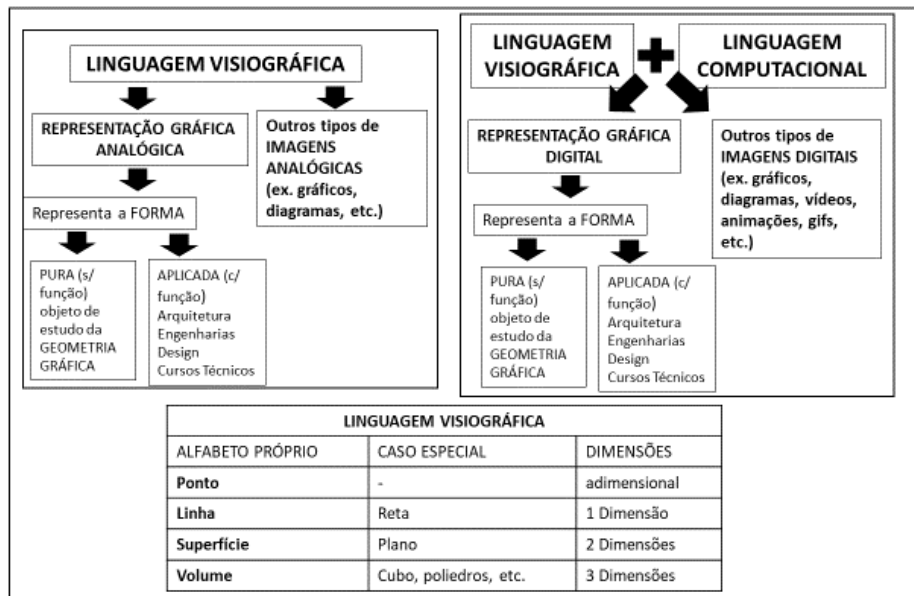 LINGUAGEM VISIOGRÁFICA
REPRESENTAÇÃO GRÁFICA
ANALÓGICA
Outros tipos de
IMAGENS
ANALÓGICAS
(ex. gráficos,
diagramas, etc.)
Representa a FORMA
PURA (s/
função)
objeto de
estudo da
GEOMETRIA
GRÁFICA
APLICADA (c/
função)
Arquitetura
Engenharias
Design
Cursos Técnicos
LINGUAGEM
VISIOGRÁFICA
LINGUAGEM
COMPUTACIONAL
REPRESENTAÇÃO GRÁFICA
DIGITAL
Outros tipos de
IMAGENS DIGITAIS
(ex. gráficos,
diagramas, vídeos,
animações, gifs,
etc.)
Representa a FORMA
PURA (s/
função)
objeto de
estudo da
GEOMETRIA
GRÁFICA
APLICADA (c/
função)
Arquitetura
Engenharias
Design
Cursos Técnicos
LINGUAGEM VISIOGRÁFICA
ALFABETO PRÓPRIO CASO ESPECIAL DIMENSÕES
Ponto - adimensional
Linha Reta 1 Dimensão
Superfície Plano 2 Dimensões
Volume Cubo, poliedros, etc. 3 Dimensões